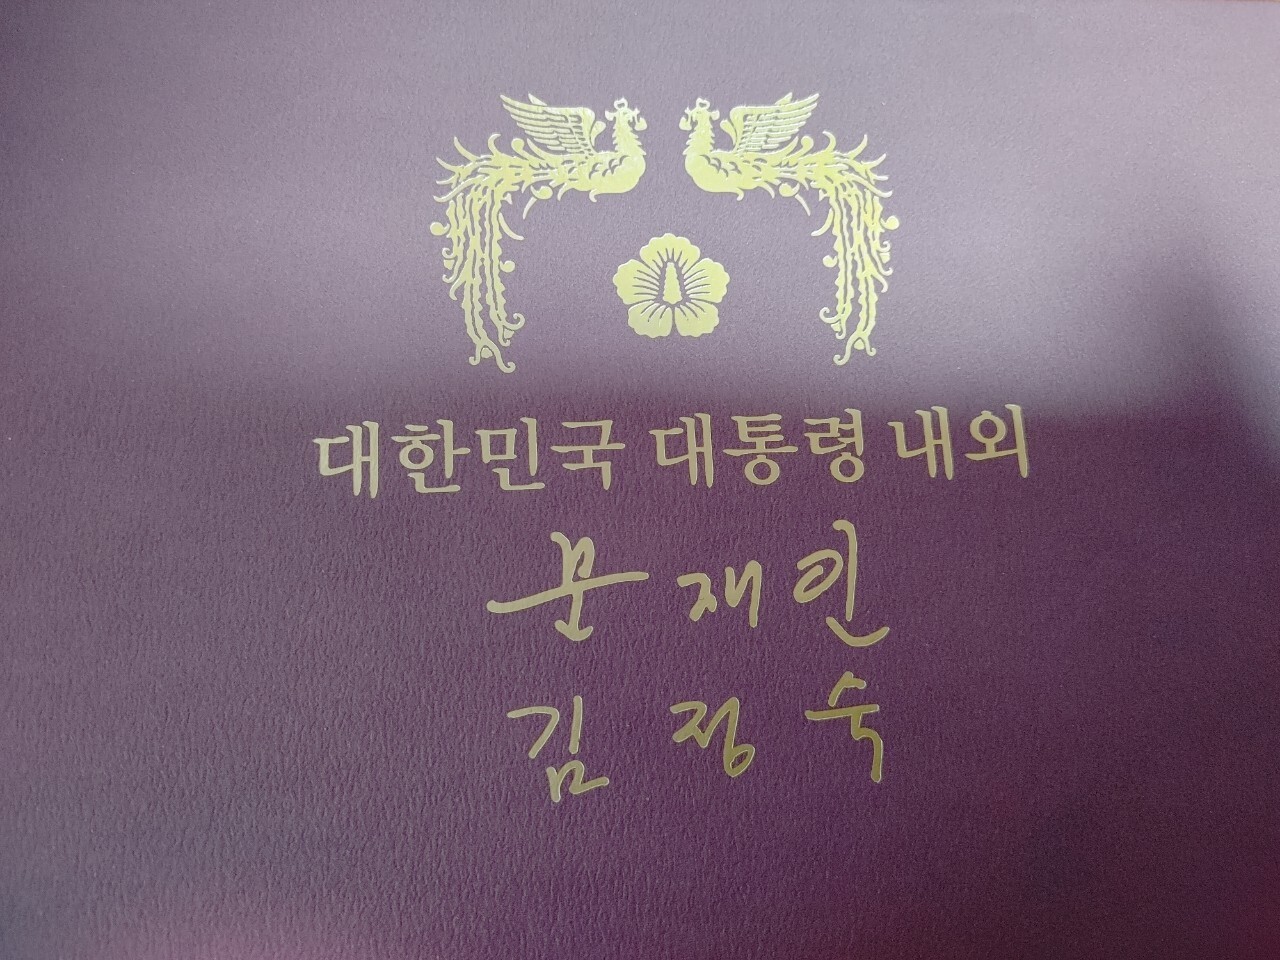 대한민국 대통령 내외
문재인
김정숙